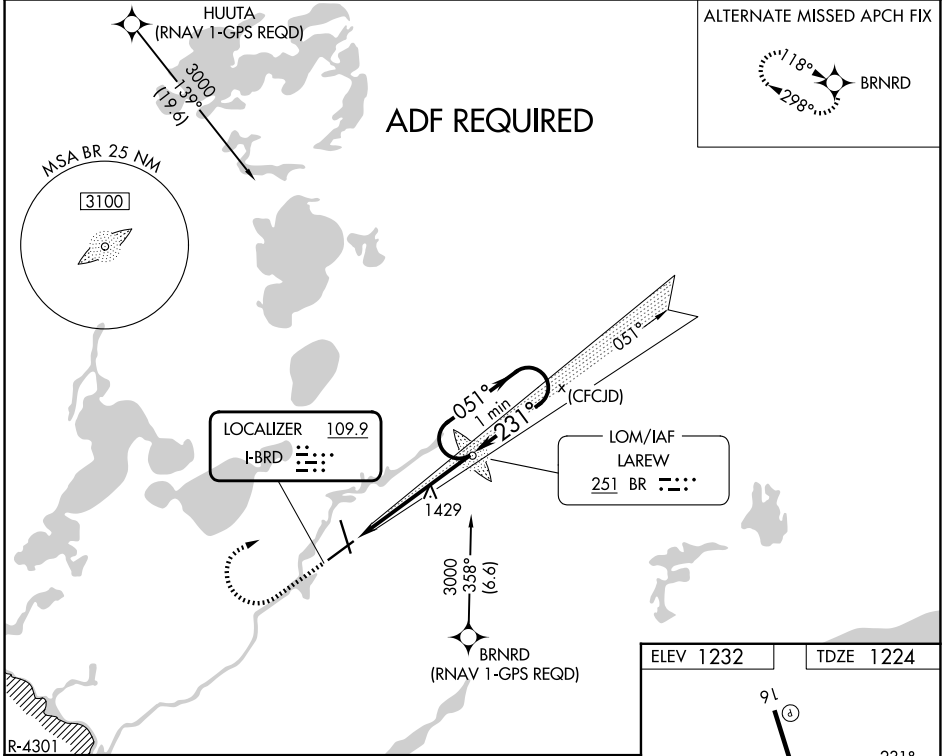 HUUTA
(RNAV 1-GPS REQD)
3000
139°
(19.6)
ADF REQUIRED
ALTERNATE MISSED APCH FIX
118°
298°
BRNRD
MSA BR 25 NM
3100
051°
051°
1 min
231°
(CFCJD)
LOCALIZER 109.9
I-BRD
LOM/IAF
LAREW
251 BR
1429
3000
358°
(6.6)
BRNRD
(RNAV 1-GPS REQD)
R-4301
ELEV 1232
TDZE 1224
16
231°